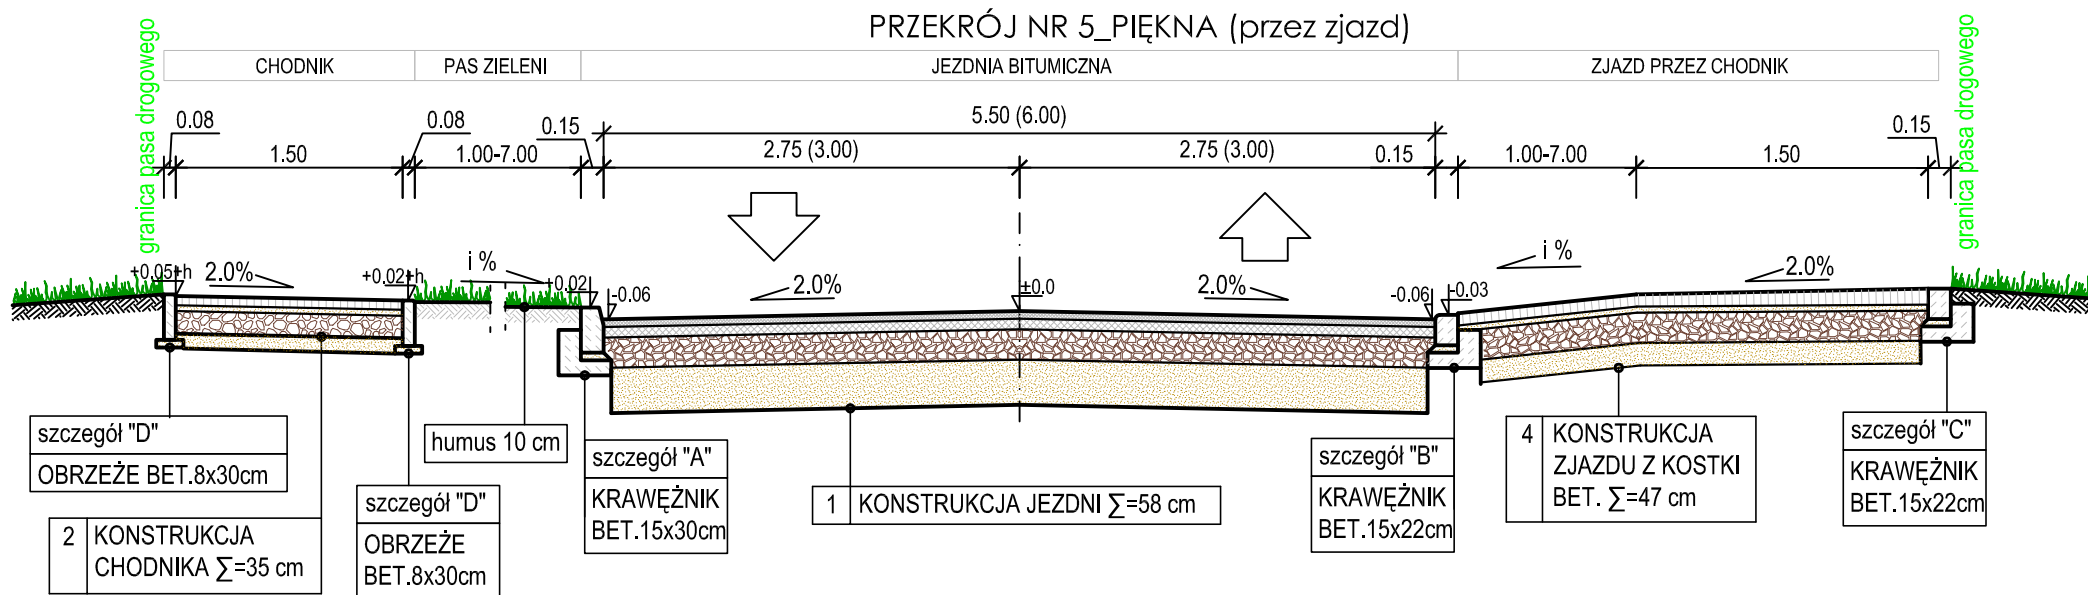 PRZEKRÓJ NR 5_PIĘKNA (przez zjazd)
CHODNIK
PAS ZIELENI
JEZDNIA BITUMICZNA
ZJAZD PRZEZ CHODNIK
granica pasa drogowego
granica pasa drogowego
5.50 (6.00)
0.08
0.08
0.15
0.15
1.50
1.00-7.00
2.75 (3.00)
2.75 (3.00)
0.15
1.00-7.00
1.50
+0.05+h
2.0%
+0.02+h
i %
+0.02
-0.06
2.0%
±0.0
2.0%
-0.06
-0.03
i %
2.0%
szczegół "D"
OBRZEŻE BET.8x30cm
2
KONSTRUKCJA
CHODNIKA ∑=35 cm
szczegół "D"
OBRZEŻE
BET.8x30cm
humus 10 cm
szczegół "A"
KRAWĘŻNIK
BET.15x30cm
1
KONSTRUKCJA JEZDNI ∑=58 cm
szczegół "B"
KRAWĘŻNIK
BET.15x22cm
4
KONSTRUKCJA
ZJAZDU Z KOSTKI
BET. ∑=47 cm
szczegół "C"
KRAWĘŻNIK
BET.15x22cm